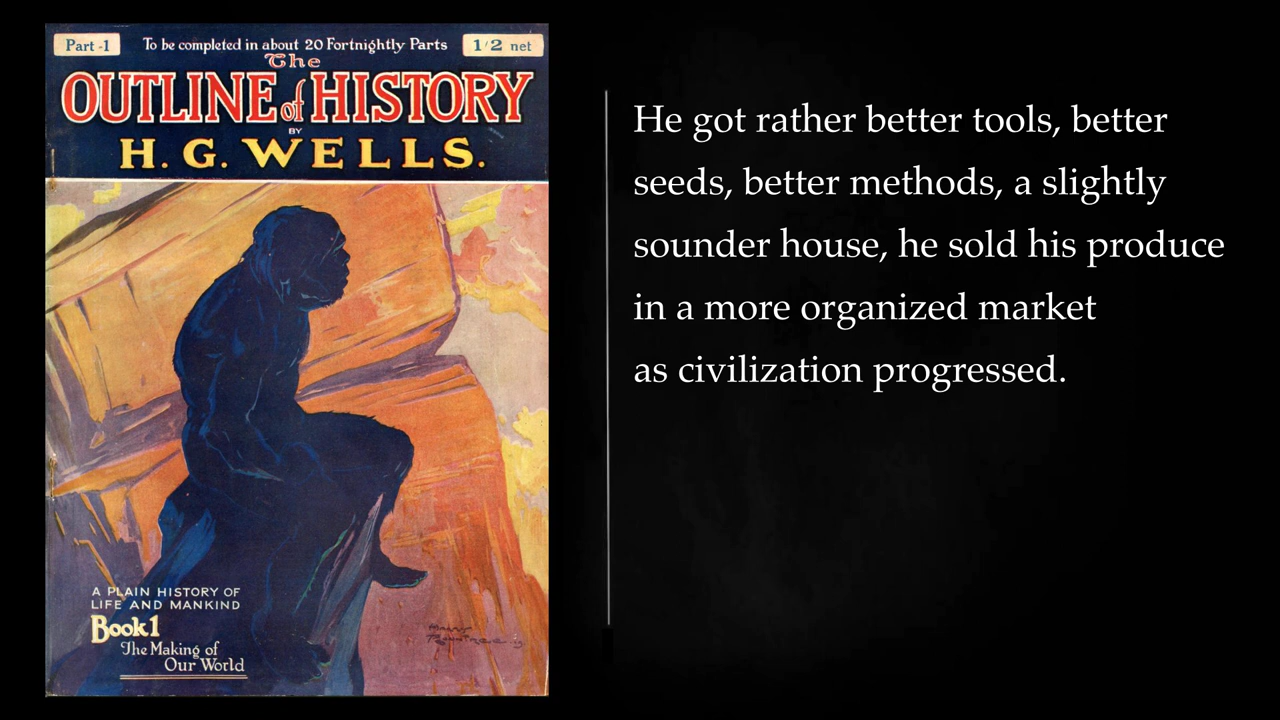 Part -1
To be completed in about 20 Fortnightly Parts
1/2 net
The
OUTLINE of HISTORY
BY
H. G. WELLS.
A PLAIN HISTORY OF
LIFE AND MANKIND
Book 1
The Making of
Our World
He got rather better tools, better
seeds, better methods, a slightly
sounder house, he sold his produce
in a more organized market
as civilization progressed.